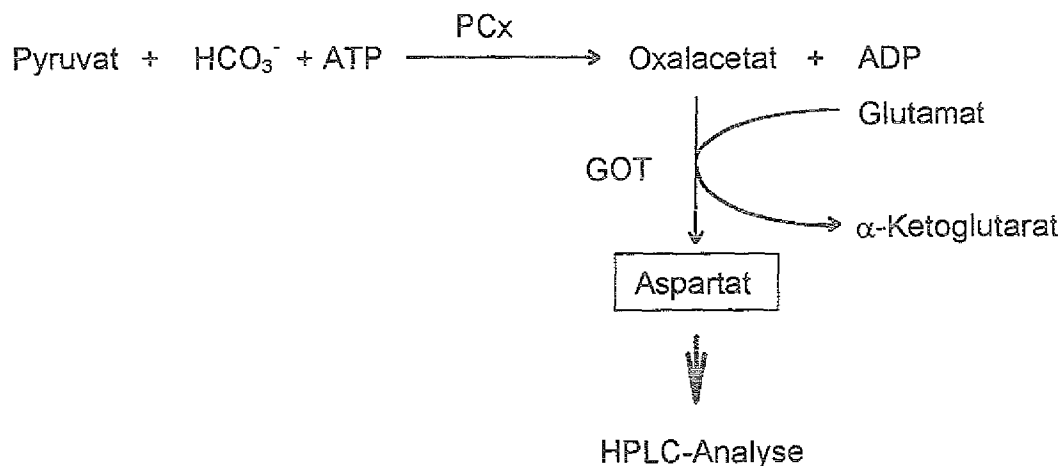 PCx
Pyruvat + HCO₃⁻ + ATP Oxalacetat + ADP
Glutamat
GOT
α-Ketoglutarat
Aspartat
HPLC-Analyse